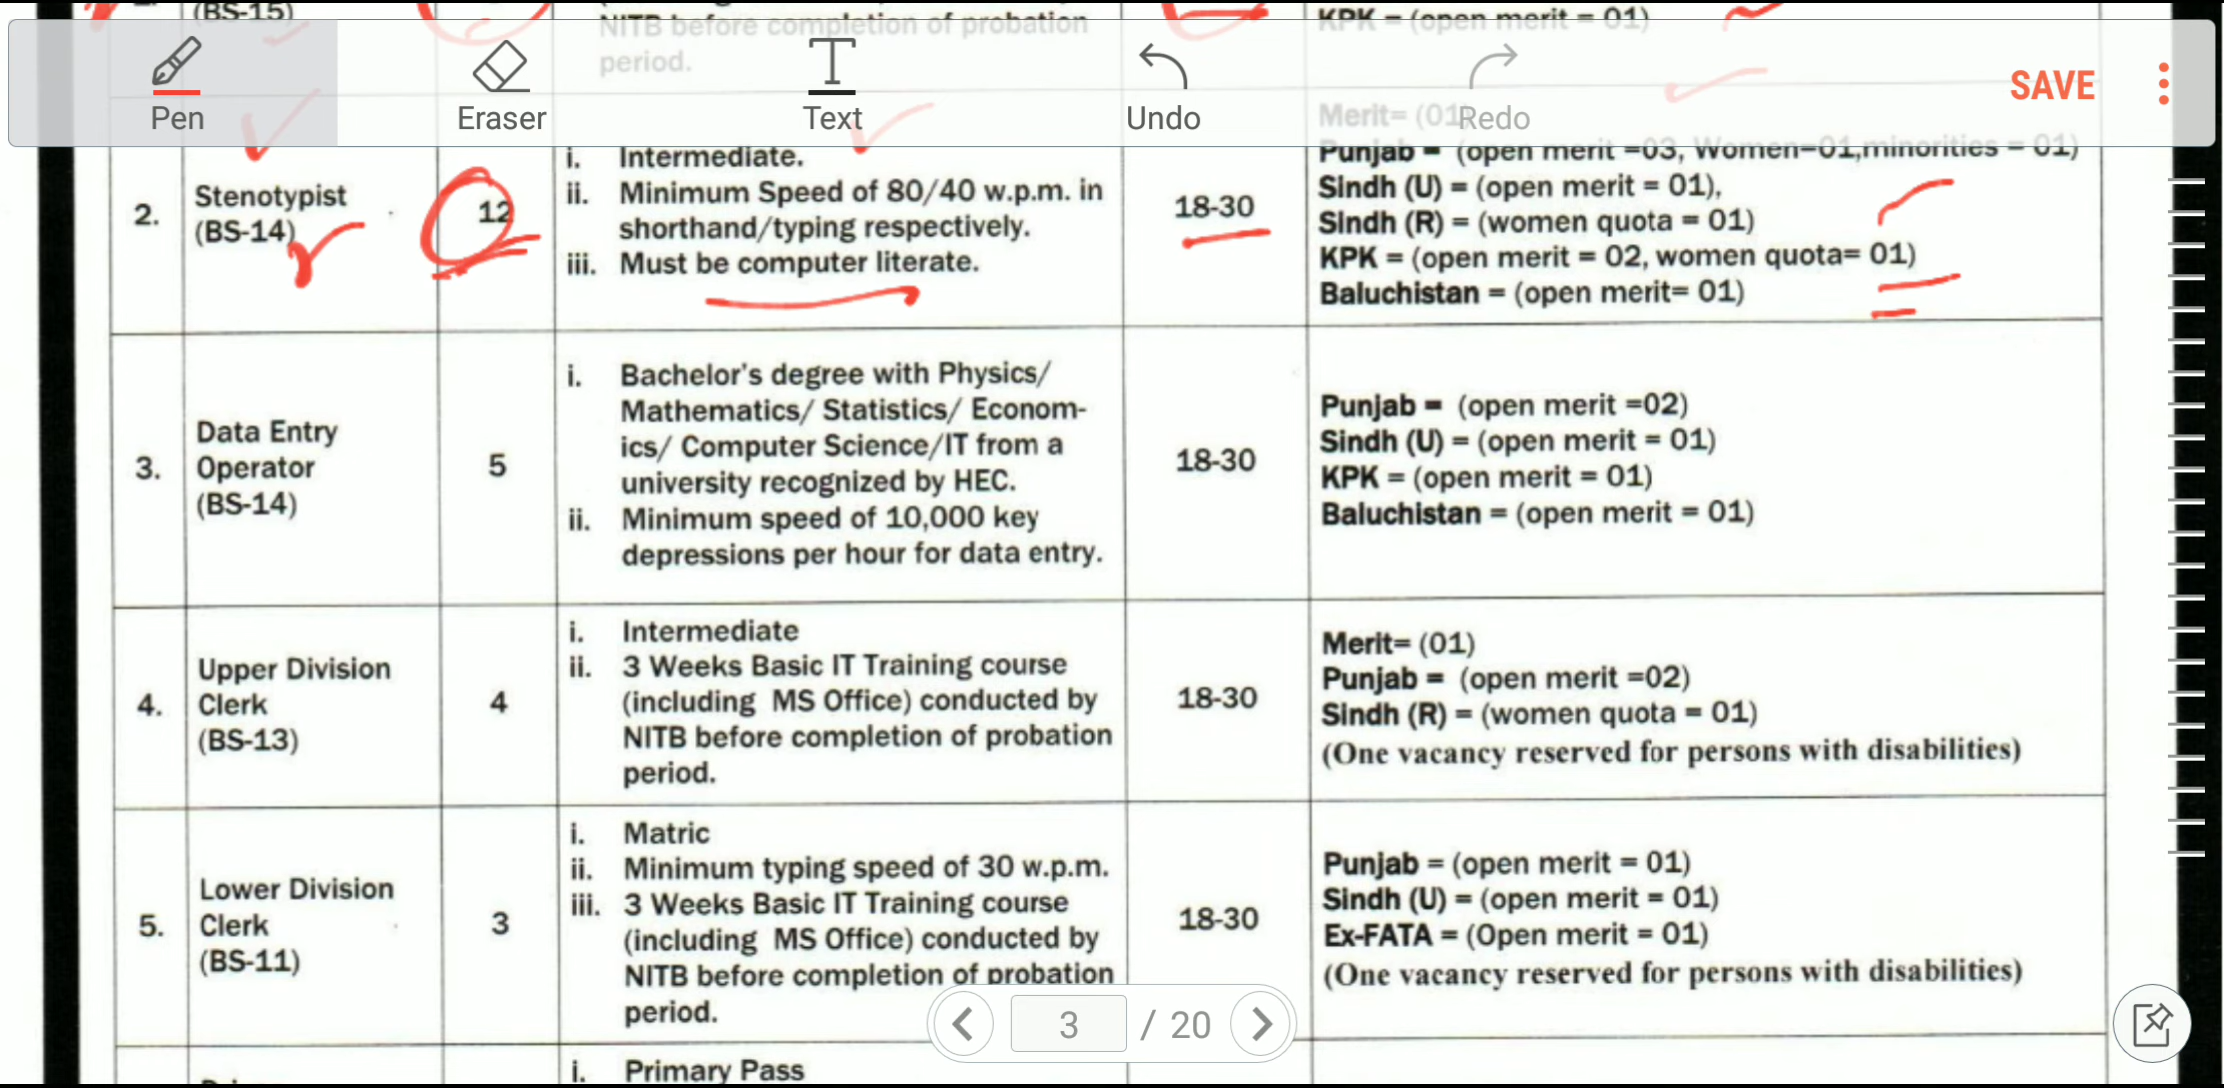 (BS-15)
NITB before completion of probation
period.
KPK = (open merit = 01)
Pen
Eraser
Text
Undo
Redo
SAVE
2.
Stenotypist
(BS-14)
12
i. Intermediate.
ii. Minimum Speed of 80/40 w.p.m. in
shorthand/typing respectively.
iii. Must be computer literate.
18-30
Merit= (01)
Punjab = (open merit =03, Women=01,minorities = 01)
Sindh (U) = (open merit = 01),
Sindh (R) = (women quota = 01)
KPK = (open merit = 02, women quota= 01)
Baluchistan = (open merit= 01)
3.
Data Entry
Operator
(BS-14)
5
i. Bachelor's degree with Physics/
Mathematics/ Statistics/ Econom-
ics/ Computer Science/IT from a
university recognized by HEC.
ii. Minimum speed of 10,000 key
depressions per hour for data entry.
18-30
Punjab = (open merit =02)
Sindh (U) = (open merit = 01)
KPK = (open merit = 01)
Baluchistan = (open merit = 01)
4.
Upper Division
Clerk
(BS-13)
4
i. Intermediate
ii. 3 Weeks Basic IT Training course
(including MS Office) conducted by
NITB before completion of probation
period.
18-30
Merit= (01)
Punjab = (open merit =02)
Sindh (R) = (women quota = 01)
(One vacancy reserved for persons with disabilities)
5.
Lower Division
Clerk
(BS-11)
3
i. Matric
ii. Minimum typing speed of 30 w.p.m.
iii. 3 Weeks Basic IT Training course
(including MS Office) conducted by
NITB before completion of probation
period.
18-30
Punjab = (open merit = 01)
Sindh (U) = (open merit = 01)
Ex-FATA = (Open merit = 01)
(One vacancy reserved for persons with disabilities)
i. Primary Pass
3 / 20